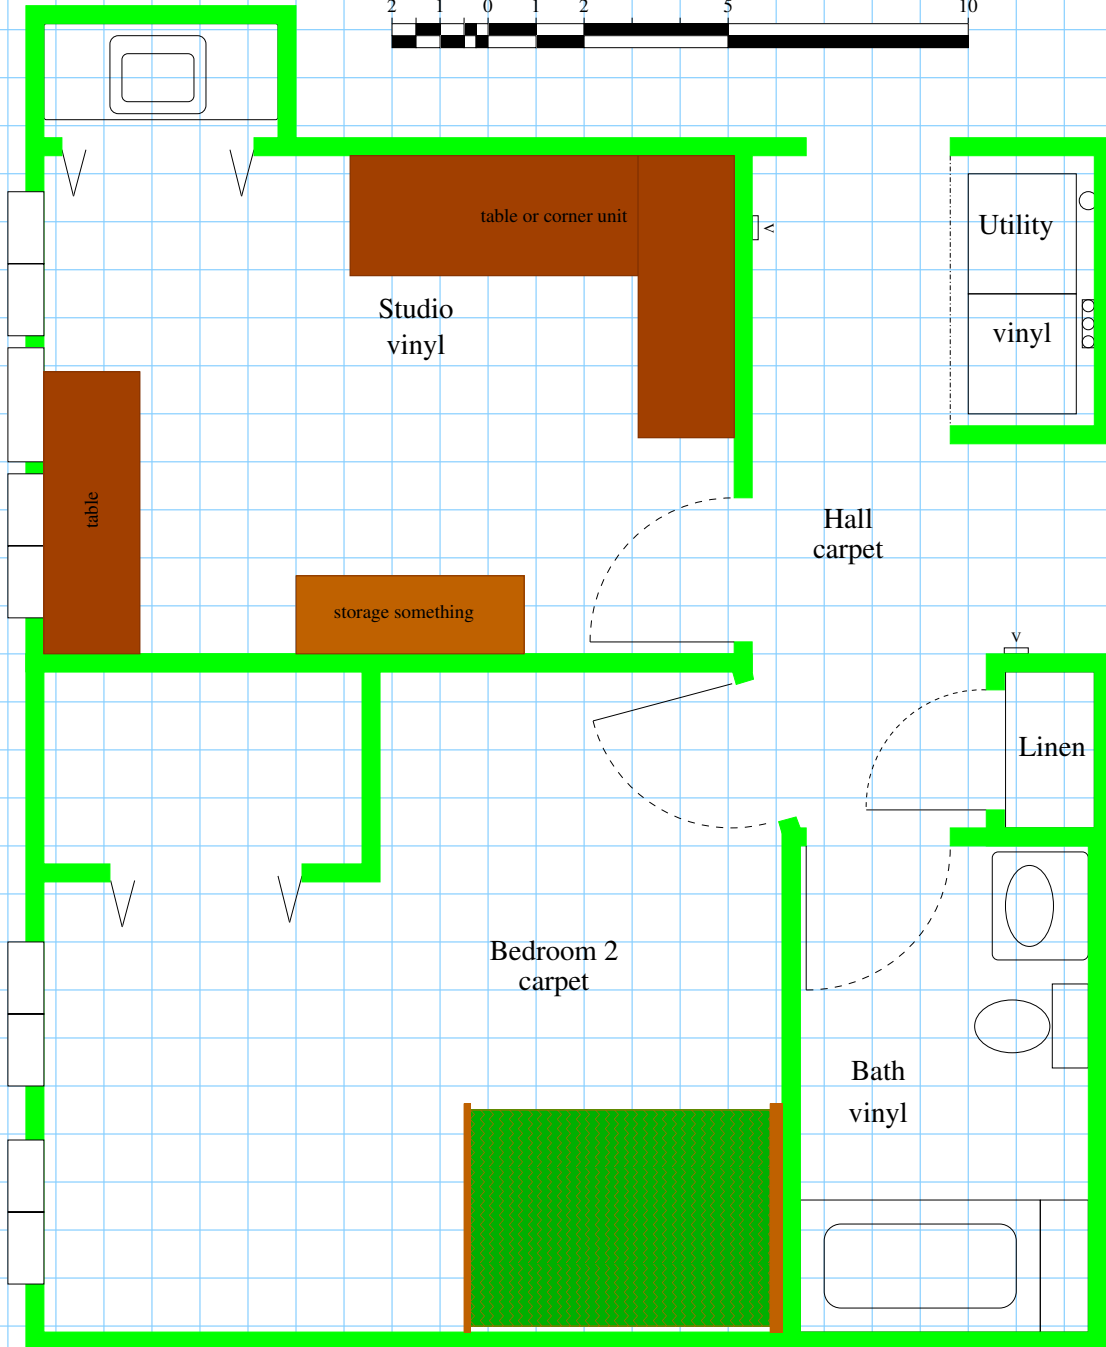 2 1 0 1 2 5 10
table or corner unit
<
Utility
Studio
vinyl
vinyl
table
Hall
carpet
storage something
v
Linen
Bedroom 2
carpet
Bath
vinyl